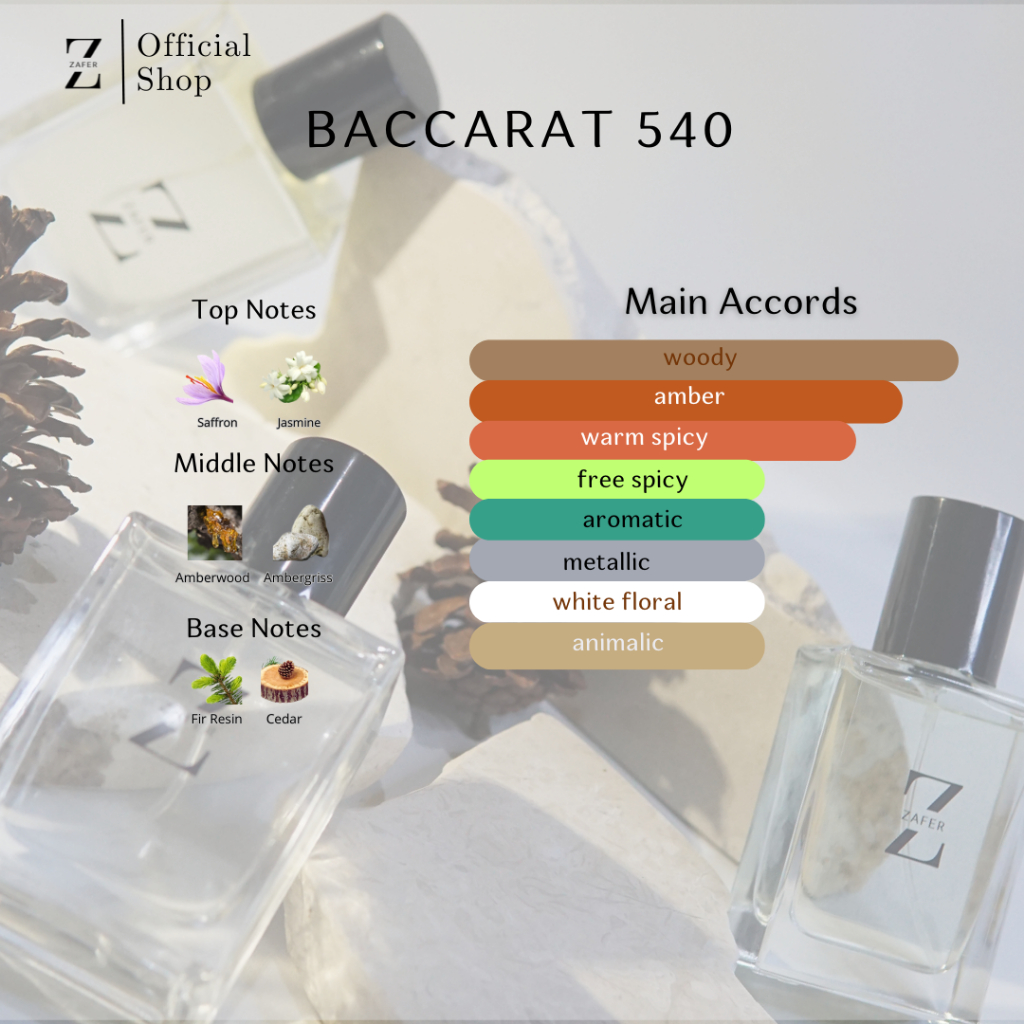 Z
ZAFER
Official
Shop
BACCARAT 540
Top Notes
Saffron Jasmine
Middle Notes
Amberwood Ambergriss
Base Notes
Fir Resin Cedar
Main Accords
woody
amber
warm spicy
free spicy
aromatic
metallic
white floral
animalic
Z
ZAFER